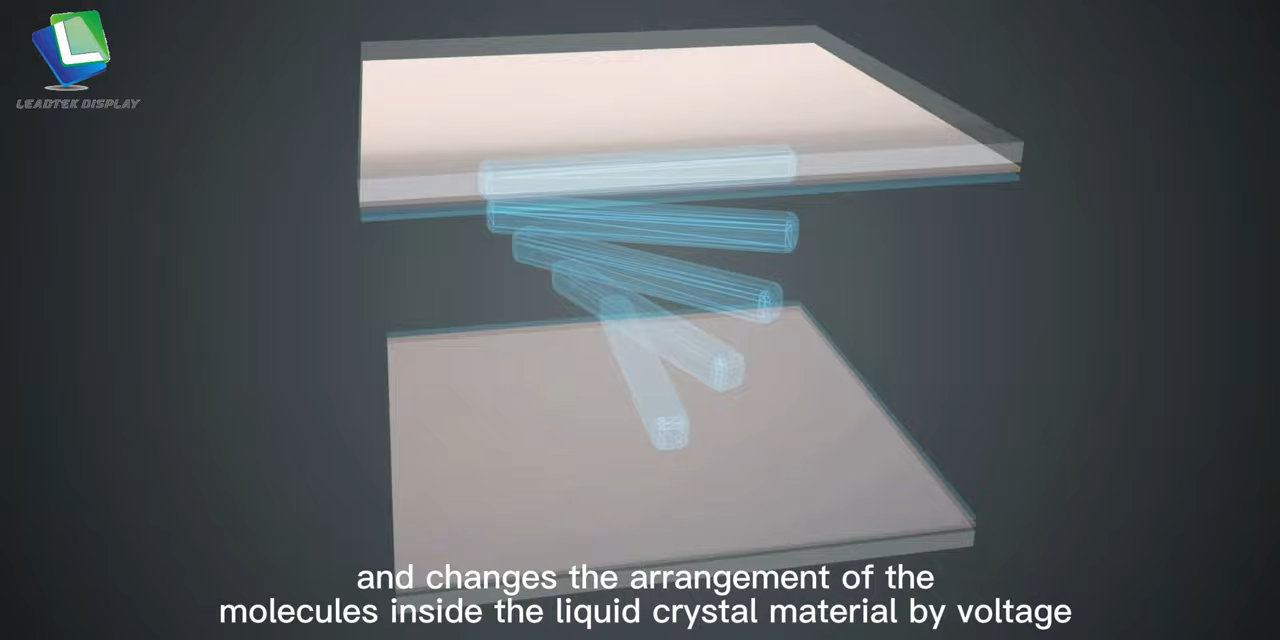 LEADTEK DISPLAY
and changes the arrangement of the
molecules inside the liquid crystal material by voltage